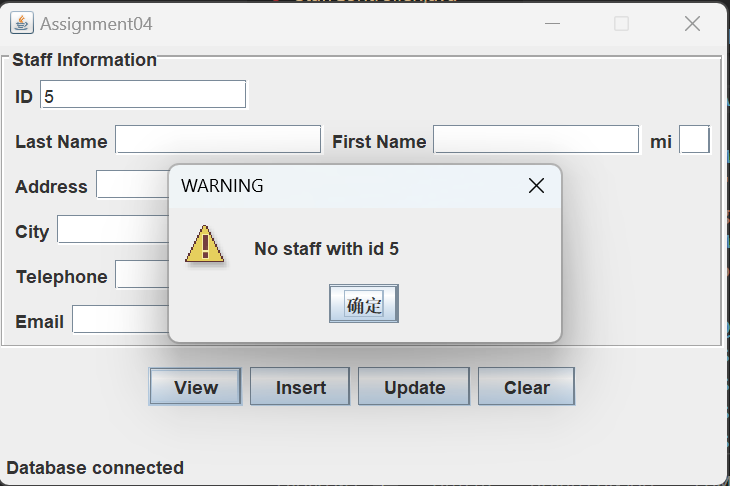 Assignment04
Staff Information
ID 5
Last Name First Name mi
WARNING
Address
No staff with id 5
City
Telephone
确定
Email
View Insert Update Clear
Database connected